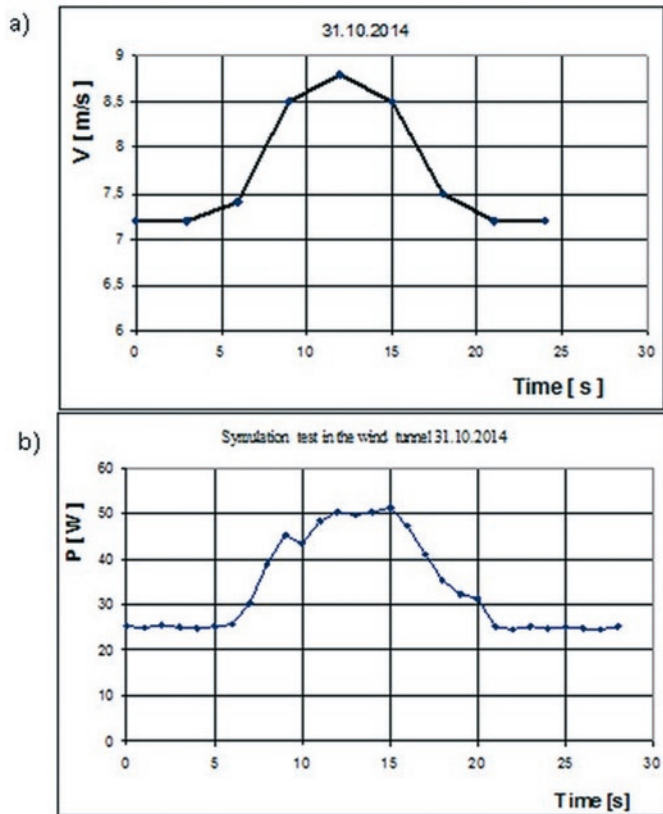 a)
31.10.2014
V [ m/s ]
9
8,5
8
7,5
7
6,5
6
0 5 10 15 20 25 30
Time [ s ]
b)
Symulation test in the wind tunnel 31.10.2014
P [W]
60
50
40
30
20
10
0
0 5 10 15 20 25 30
Time [s]